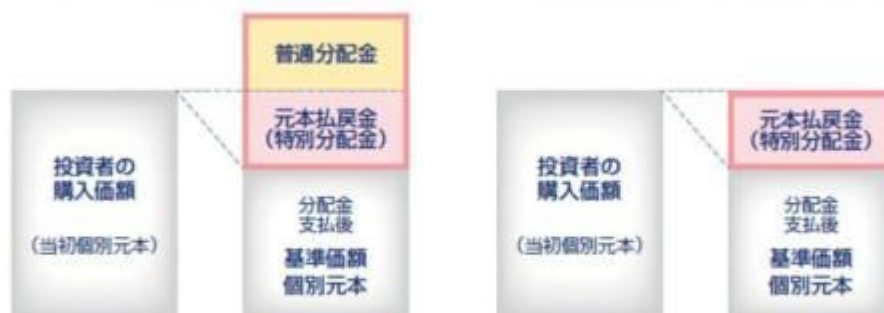 普通分配金
元本払戻金
（特別分配金）
投資者の
購入価額
（当初個別元本）
分配金
支払後
基準価額
個別元本
元本払戻金
（特別分配金）
投資者の
購入価額
（当初個別元本）
分配金
支払後
基準価額
個別元本